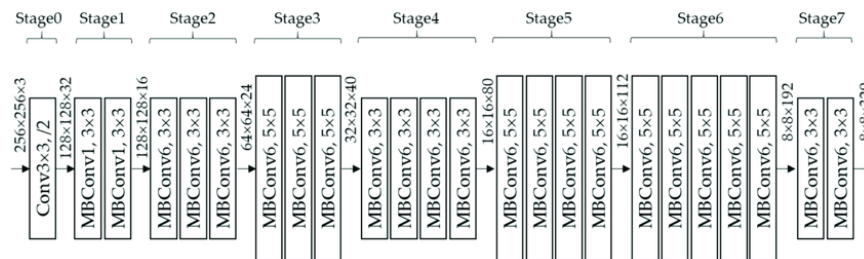 Stage0
Stage1
Stage2
Stage3
Stage4
Stage5
Stage6
Stage7
256×256×3
Conv3×3, /2
128×128×32
MBConv1, 3×3
MBConv1, 3×3
128×128×16
MBConv6, 3×3
MBConv6, 3×3
MBConv6, 3×3
64×64×24
MBConv6, 5×5
MBConv6, 5×5
MBConv6, 5×5
32×32×40
MBConv6, 3×3
MBConv6, 3×3
MBConv6, 3×3
MBConv6, 3×3
16×16×80
MBConv6, 5×5
MBConv6, 5×5
MBConv6, 5×5
MBConv6, 5×5
16×16×112
MBConv6, 5×5
MBConv6, 5×5
MBConv6, 5×5
MBConv6, 5×5
MBConv6, 5×5
8×8×192
MBConv6, 3×3
MBConv6, 3×3